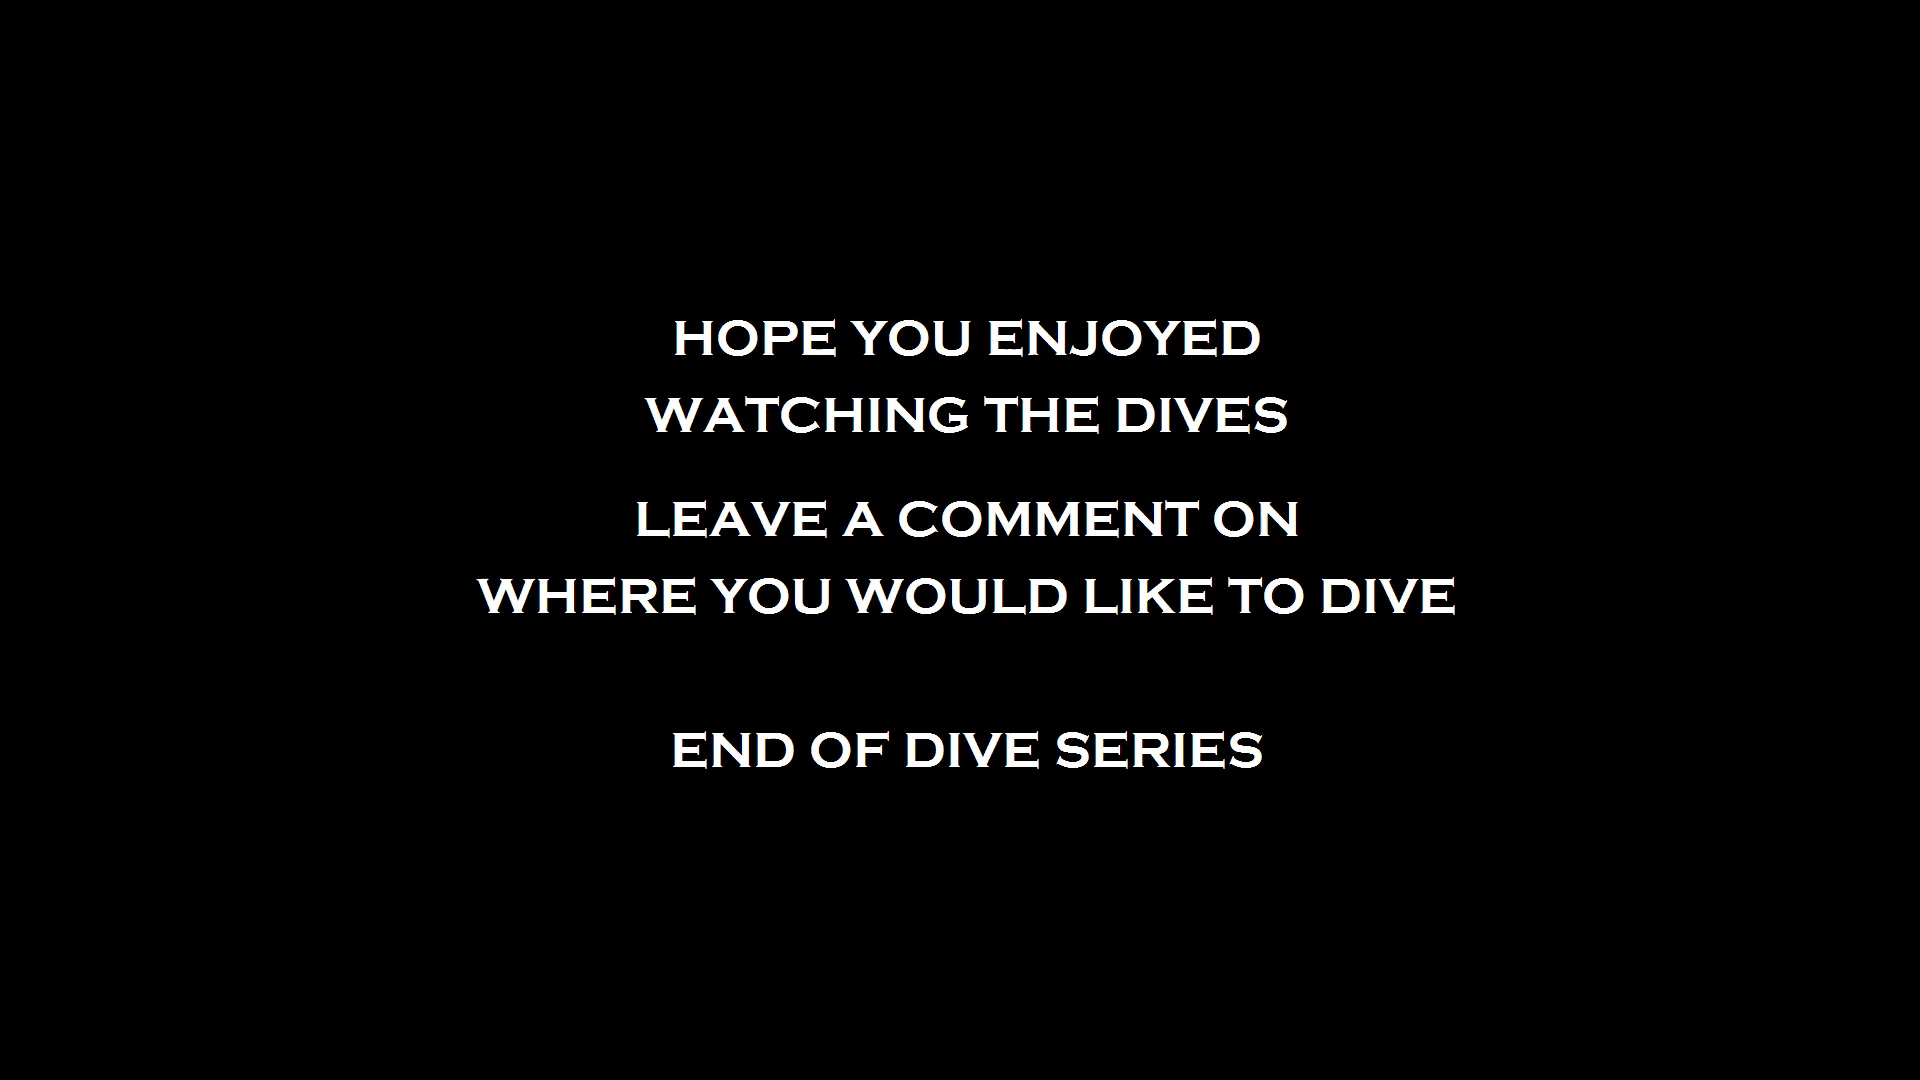 HOPE YOU ENJOYED
WATCHING THE DIVES
LEAVE A COMMENT ON
WHERE YOU WOULD LIKE TO DIVE
END OF DIVE SERIES